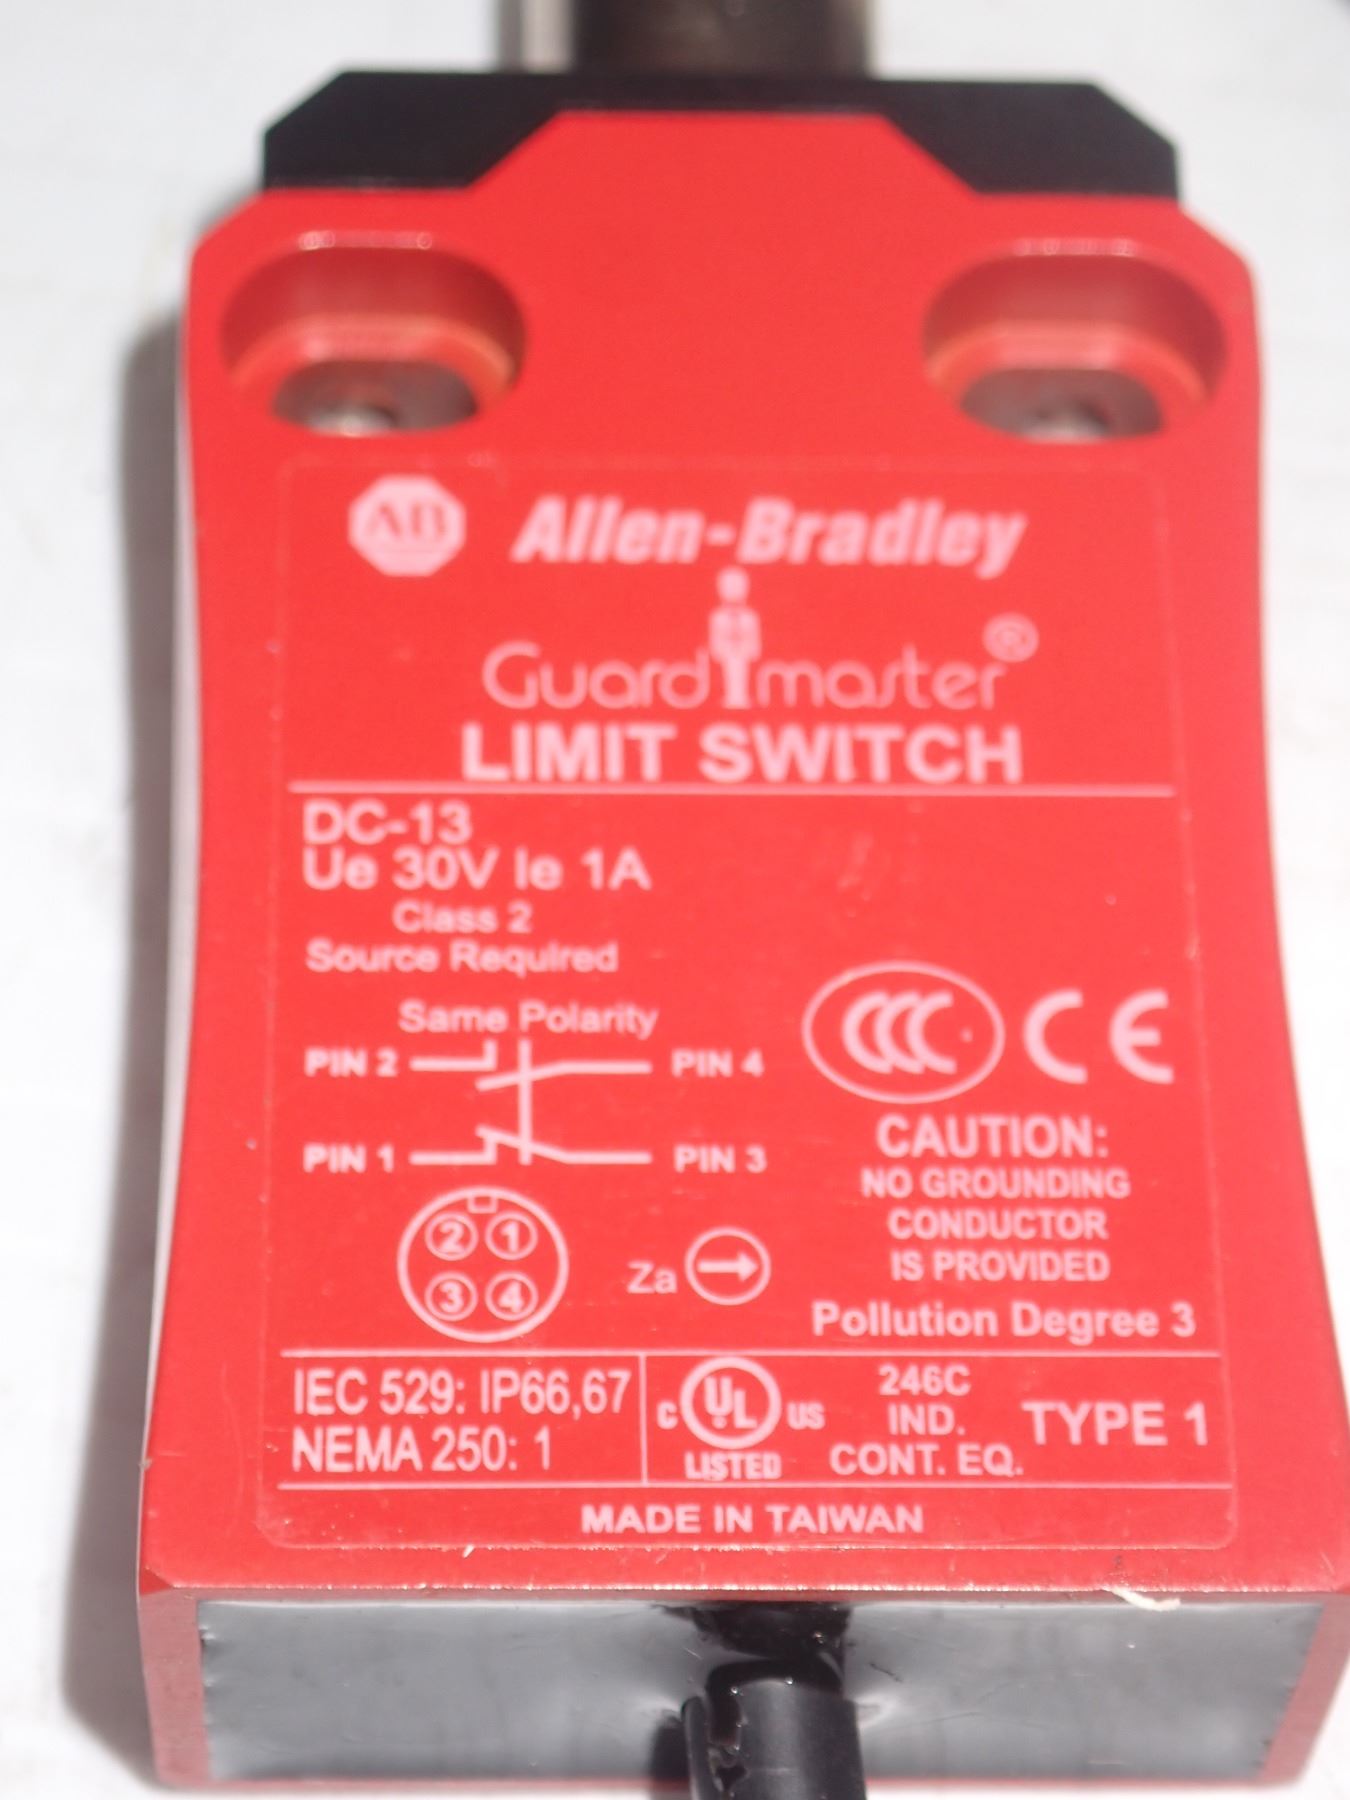 AB Allen-Bradley
Guardmaster®
LIMIT SWITCH
DC-13
Ue 30V Ie 1A
Class 2
Source Required
Same Polarity
PIN 2 PIN 4
PIN 1 PIN 3
2 1
3 4
Za
CCC CE
CAUTION:
NO GROUNDING
CONDUCTOR
IS PROVIDED
Pollution Degree 3
IEC 529: IP66,67
NEMA 250: 1
C UL US
LISTED
246C
IND.
CONT. EQ.
TYPE 1
MADE IN TAIWAN